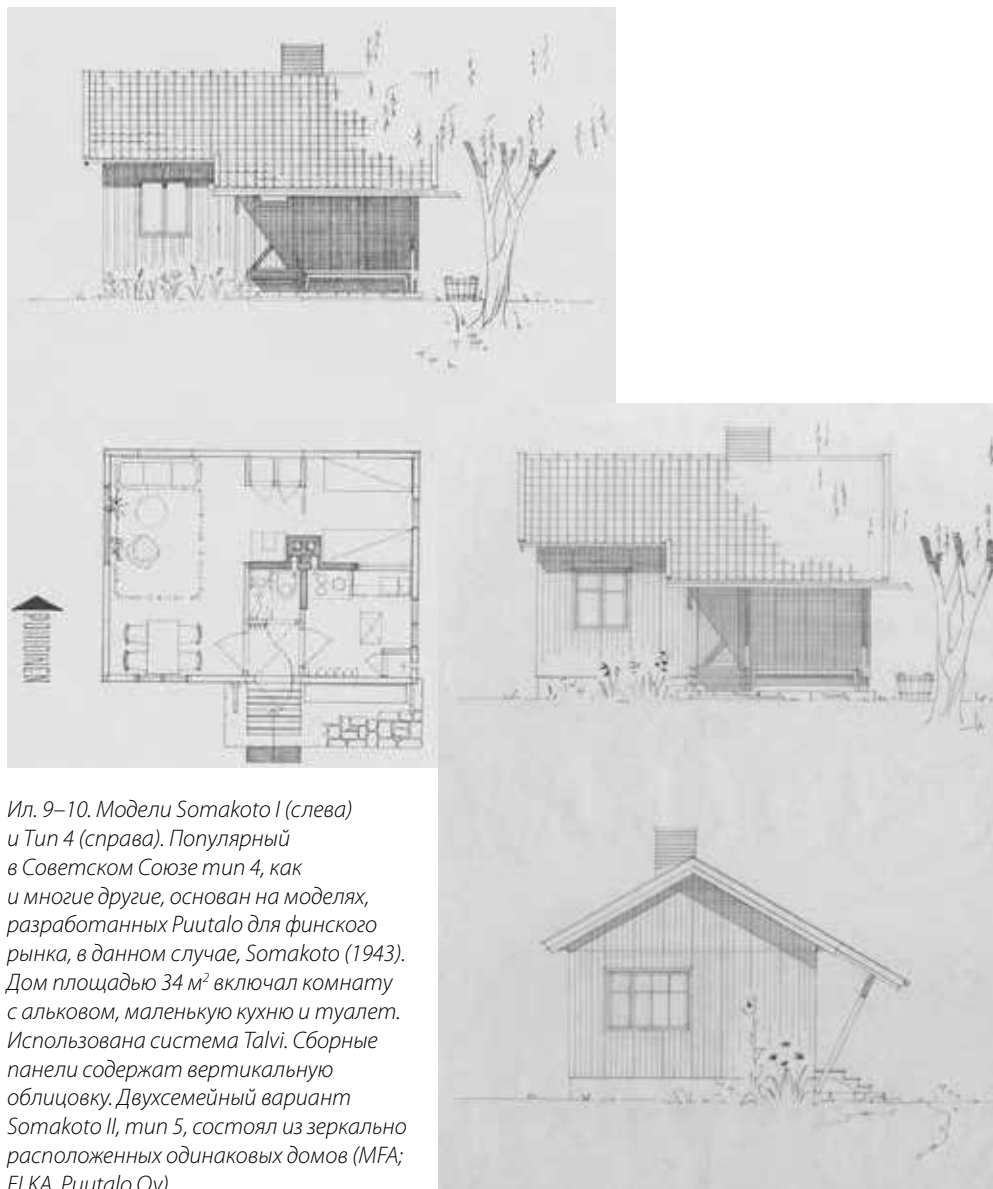 POHJOINEN
Ил. 9–10. Модели Somakoto I (слева)
и Тип 4 (справа). Популярный
в Советском Союзе тип 4, как
и многие другие, основан на моделях,
разработанных Puutalo для финского
рынка, в данном случае, Somakoto (1943).
Дом площадью 34 м² включал комнату
с альковом, маленькую кухню и туалет.
Использована система Talvi. Сборные
панели содержат вертикальную
облицовку. Двухсемейный вариант
Somakoto II, тип 5, состоял из зеркально
расположенных одинаковых домов (MFA;
ELKA, Puutalo Oy)